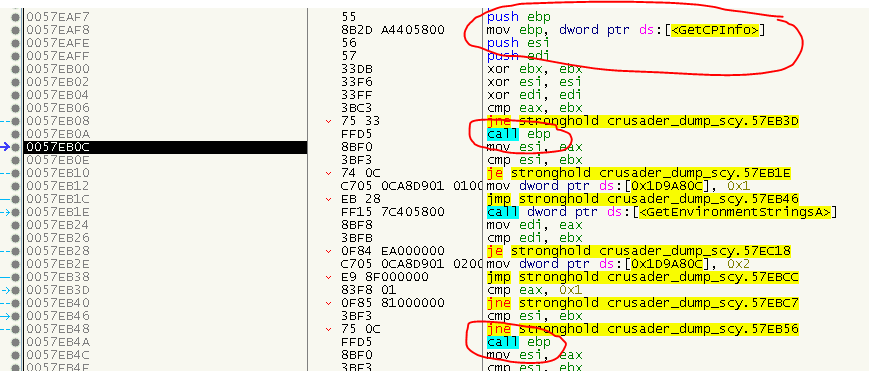 0057EAF7 55 push ebp
0057EAF8 8B2D A4405800 mov ebp, dword ptr ds:[<GetCPInfo>]
0057EAFE 56 push esi
0057EAFF 57 push edi
0057EB00 33DB xor ebx, ebx
0057EB02 33F6 xor esi, esi
0057EB04 33FF xor edi, edi
0057EB06 3BC3 cmp eax, ebx
0057EB08 75 33 jne stronghold crusader_dump_scy.57EB3D
0057EB0A FFD5 call ebp
0057EB0C 8BF0 mov esi, eax
0057EB0E 3BF3 cmp esi, ebx
0057EB10 74 0C je stronghold crusader_dump_scy.57EB1E
0057EB12 C705 0CA8D901 0100 mov dword ptr ds:[0x1D9A80C], 0x1
0057EB1C EB 28 jmp stronghold crusader_dump_scy.57EB46
0057EB1E FF15 7C405800 call dword ptr ds:[<GetEnvironmentStringsA>]
0057EB24 8BF8 mov edi, eax
0057EB26 3BFB cmp edi, ebx
0057EB28 0F84 EA000000 je stronghold crusader_dump_scy.57EC18
0057EB2E C705 0CA8D901 0200 mov dword ptr ds:[0x1D9A80C], 0x2
0057EB38 E9 8F000000 jmp stronghold crusader_dump_scy.57EBCC
0057EB3D 83F8 01 cmp eax, 0x1
0057EB40 0F85 81000000 jne stronghold crusader_dump_scy.57EBC7
0057EB46 3BF3 cmp esi, ebx
0057EB48 75 0C jne stronghold crusader_dump_scy.57EB56
0057EB4A FFD5 call ebp
0057EB4C 8BF0 mov esi, eax
0057EB4E 3BF3 cmp esi, ebx